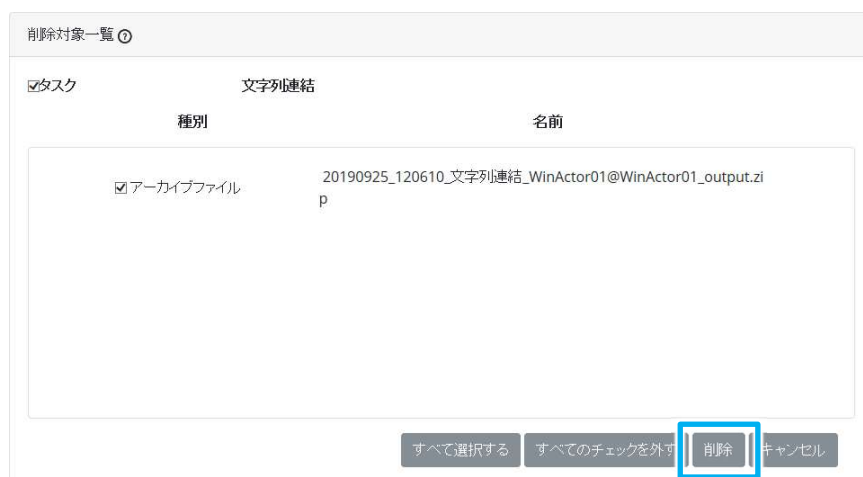 削除対象一覧
タスク 文字列連結
種別 名前
アーカイブファイル 20190925_120610_文字列連結_WinActor01@WinActor01_output.zi
p
すべて選択する すべてのチェックを外す 削除 キャンセル